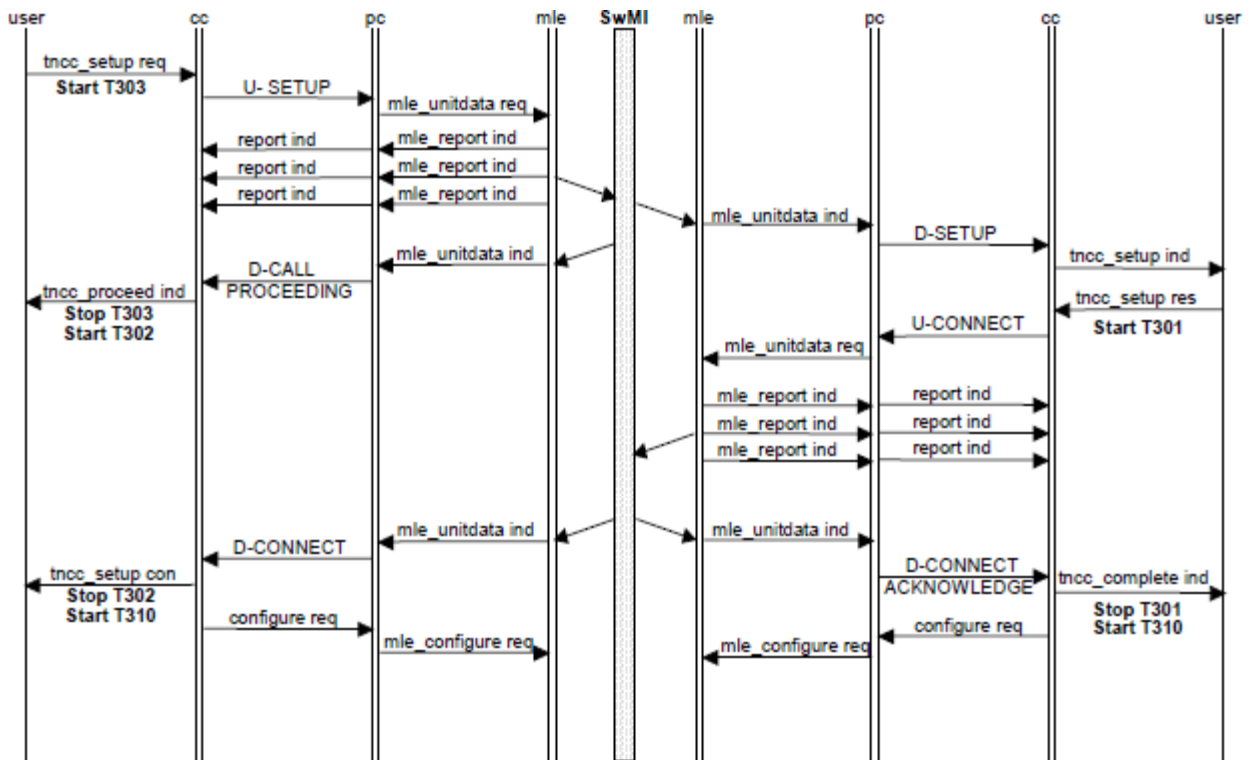 user cc pc mle SwMI mle pc cc user
tncc_setup req
Start T303
U- SETUP
mle_unitdata req
report ind mle_report ind
report ind mle_report ind
report ind mle_report ind
mle_unitdata ind
D-SETUP
mle_unitdata ind
tncc_setup ind
D-CALL
PROCEEDING
tncc_proceed ind
Stop T303
Start T302
tncc_setup res
Start T301
U-CONNECT
mle_unitdata req
mle_report ind report ind
mle_report ind report ind
mle_report ind report ind
mle_unitdata ind mle_unitdata ind
D-CONNECT
D-CONNECT
ACKNOWLEDGE
tncc_setup con
Stop T302
Start T310
tncc_complete ind
Stop T301
Start T310
configure req configure req
mle_configure req mle_configure req